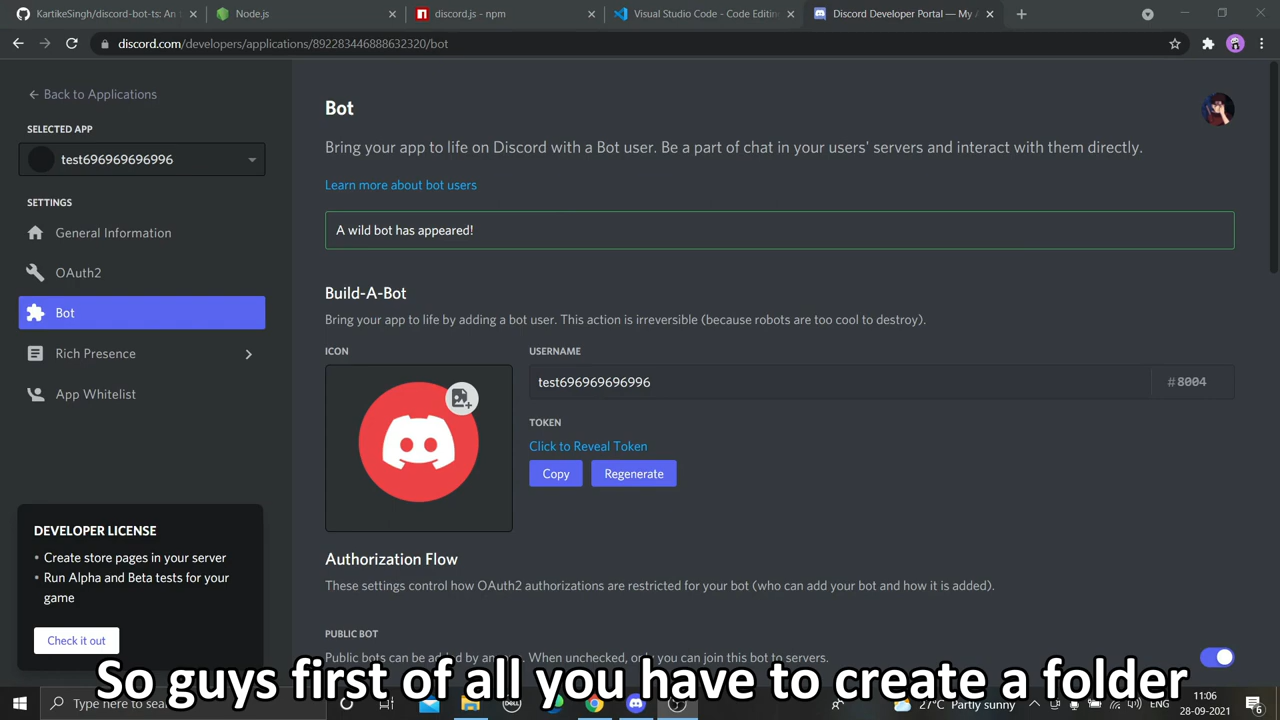 KartikeSingh/discord-bot-ts: An t
Node.js
discord.js - npm
Visual Studio Code - Code Editin
Discord Developer Portal — My A
discord.com/developers/applications/892283446888632320/bot
Back to Applications
SELECTED APP
test696969696996
SETTINGS
General Information
OAuth2
Bot
Rich Presence
App Whitelist
DEVELOPER LICENSE
• Create store pages in your server
• Run Alpha and Beta tests for your
game
Check it out
Bot
Bring your app to life on Discord with a Bot user. Be a part of chat in your users' servers and interact with them directly.
Learn more about bot users
A wild bot has appeared!
Build-A-Bot
Bring your app to life by adding a bot user. This action is irreversible (because robots are too cool to destroy).
ICON
USERNAME
test696969696996
#8004
TOKEN
Click to Reveal Token
Copy
Regenerate
Authorization Flow
These settings control how OAuth2 authorizations are restricted for your bot (who can add your bot and how it is added).
PUBLIC BOT
Public bots can be added by When unchecked, only you can join this bot to servers.
So guys first of all you have to create a folder
Type here to
27°C Partly sunny
ENG
11:06
28-09-2021
6